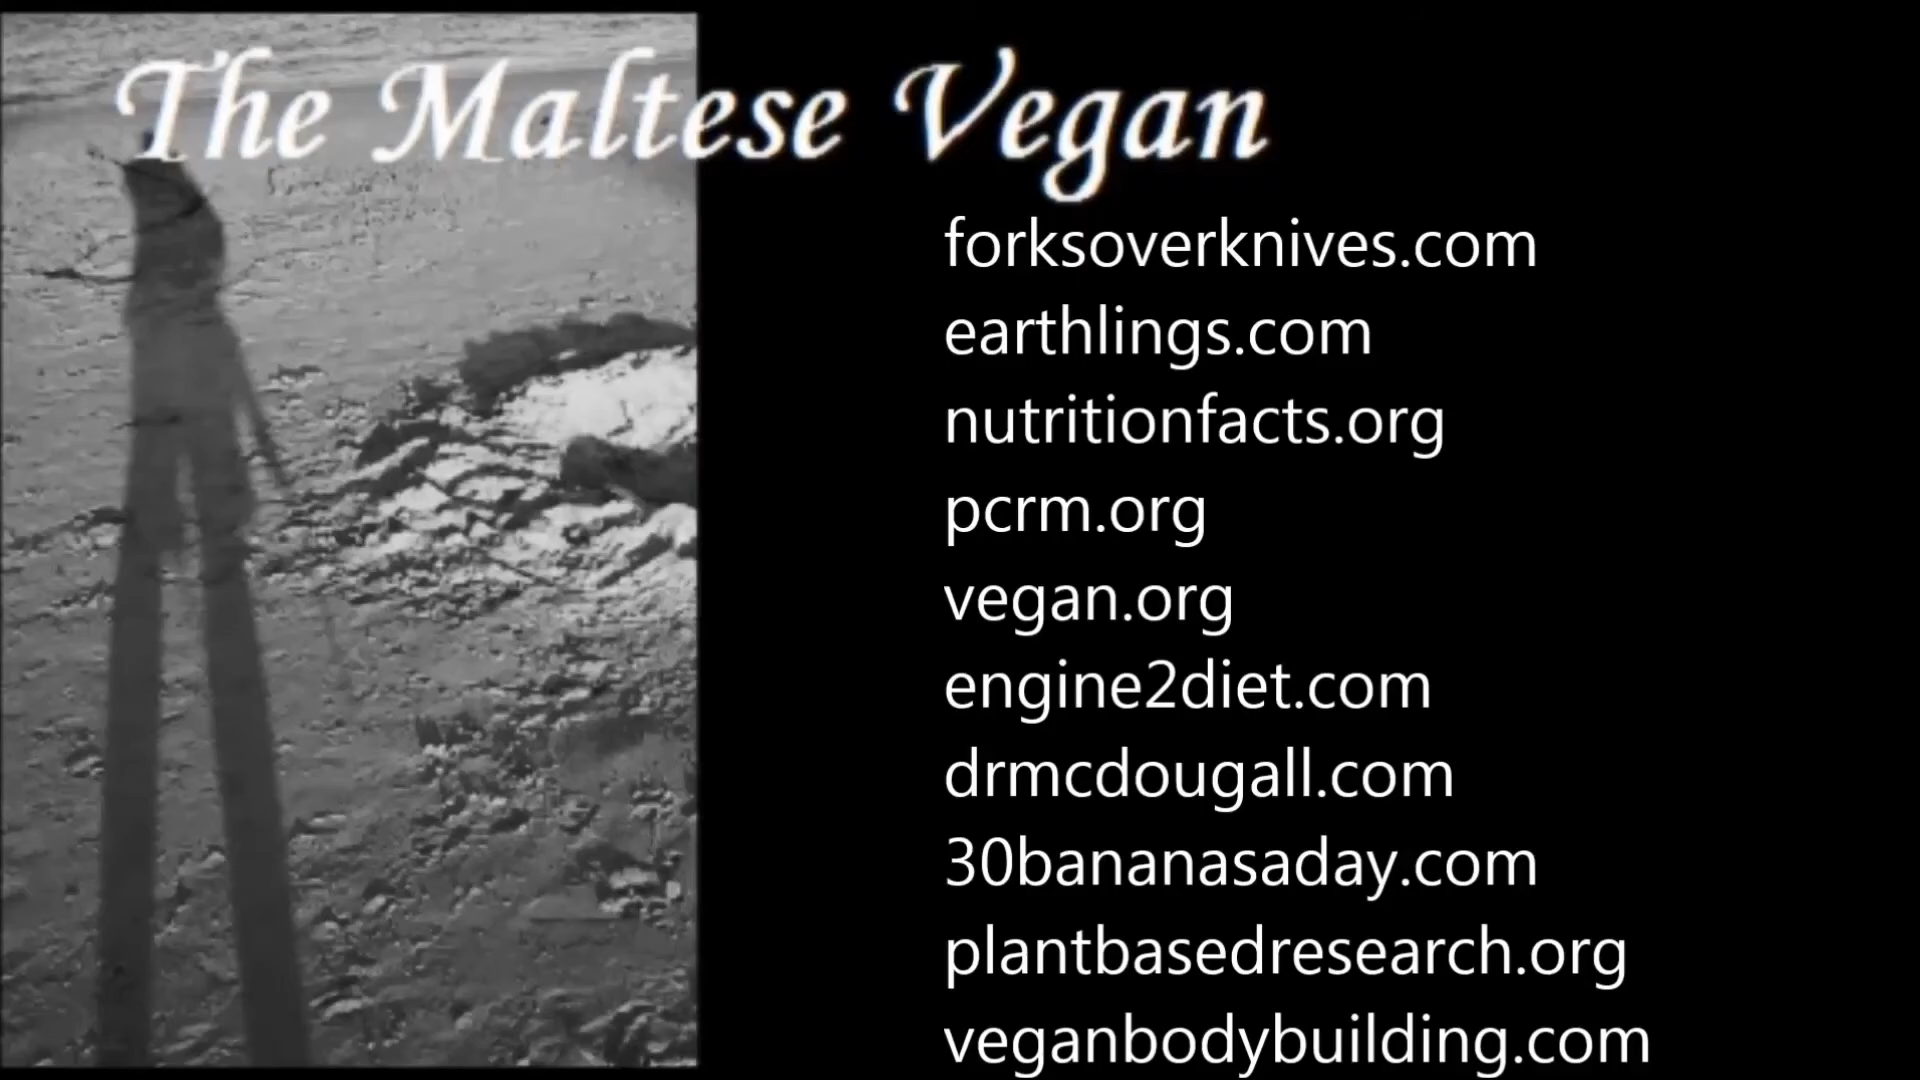 The Maltese Vegan
forksoverknives.com
earthlings.com
nutritionfacts.org
pcrm.org
vegan.org
engine2diet.com
drmcdougall.com
30bananasaday.com
plantbasedresearch.org
veganbodybuilding.com